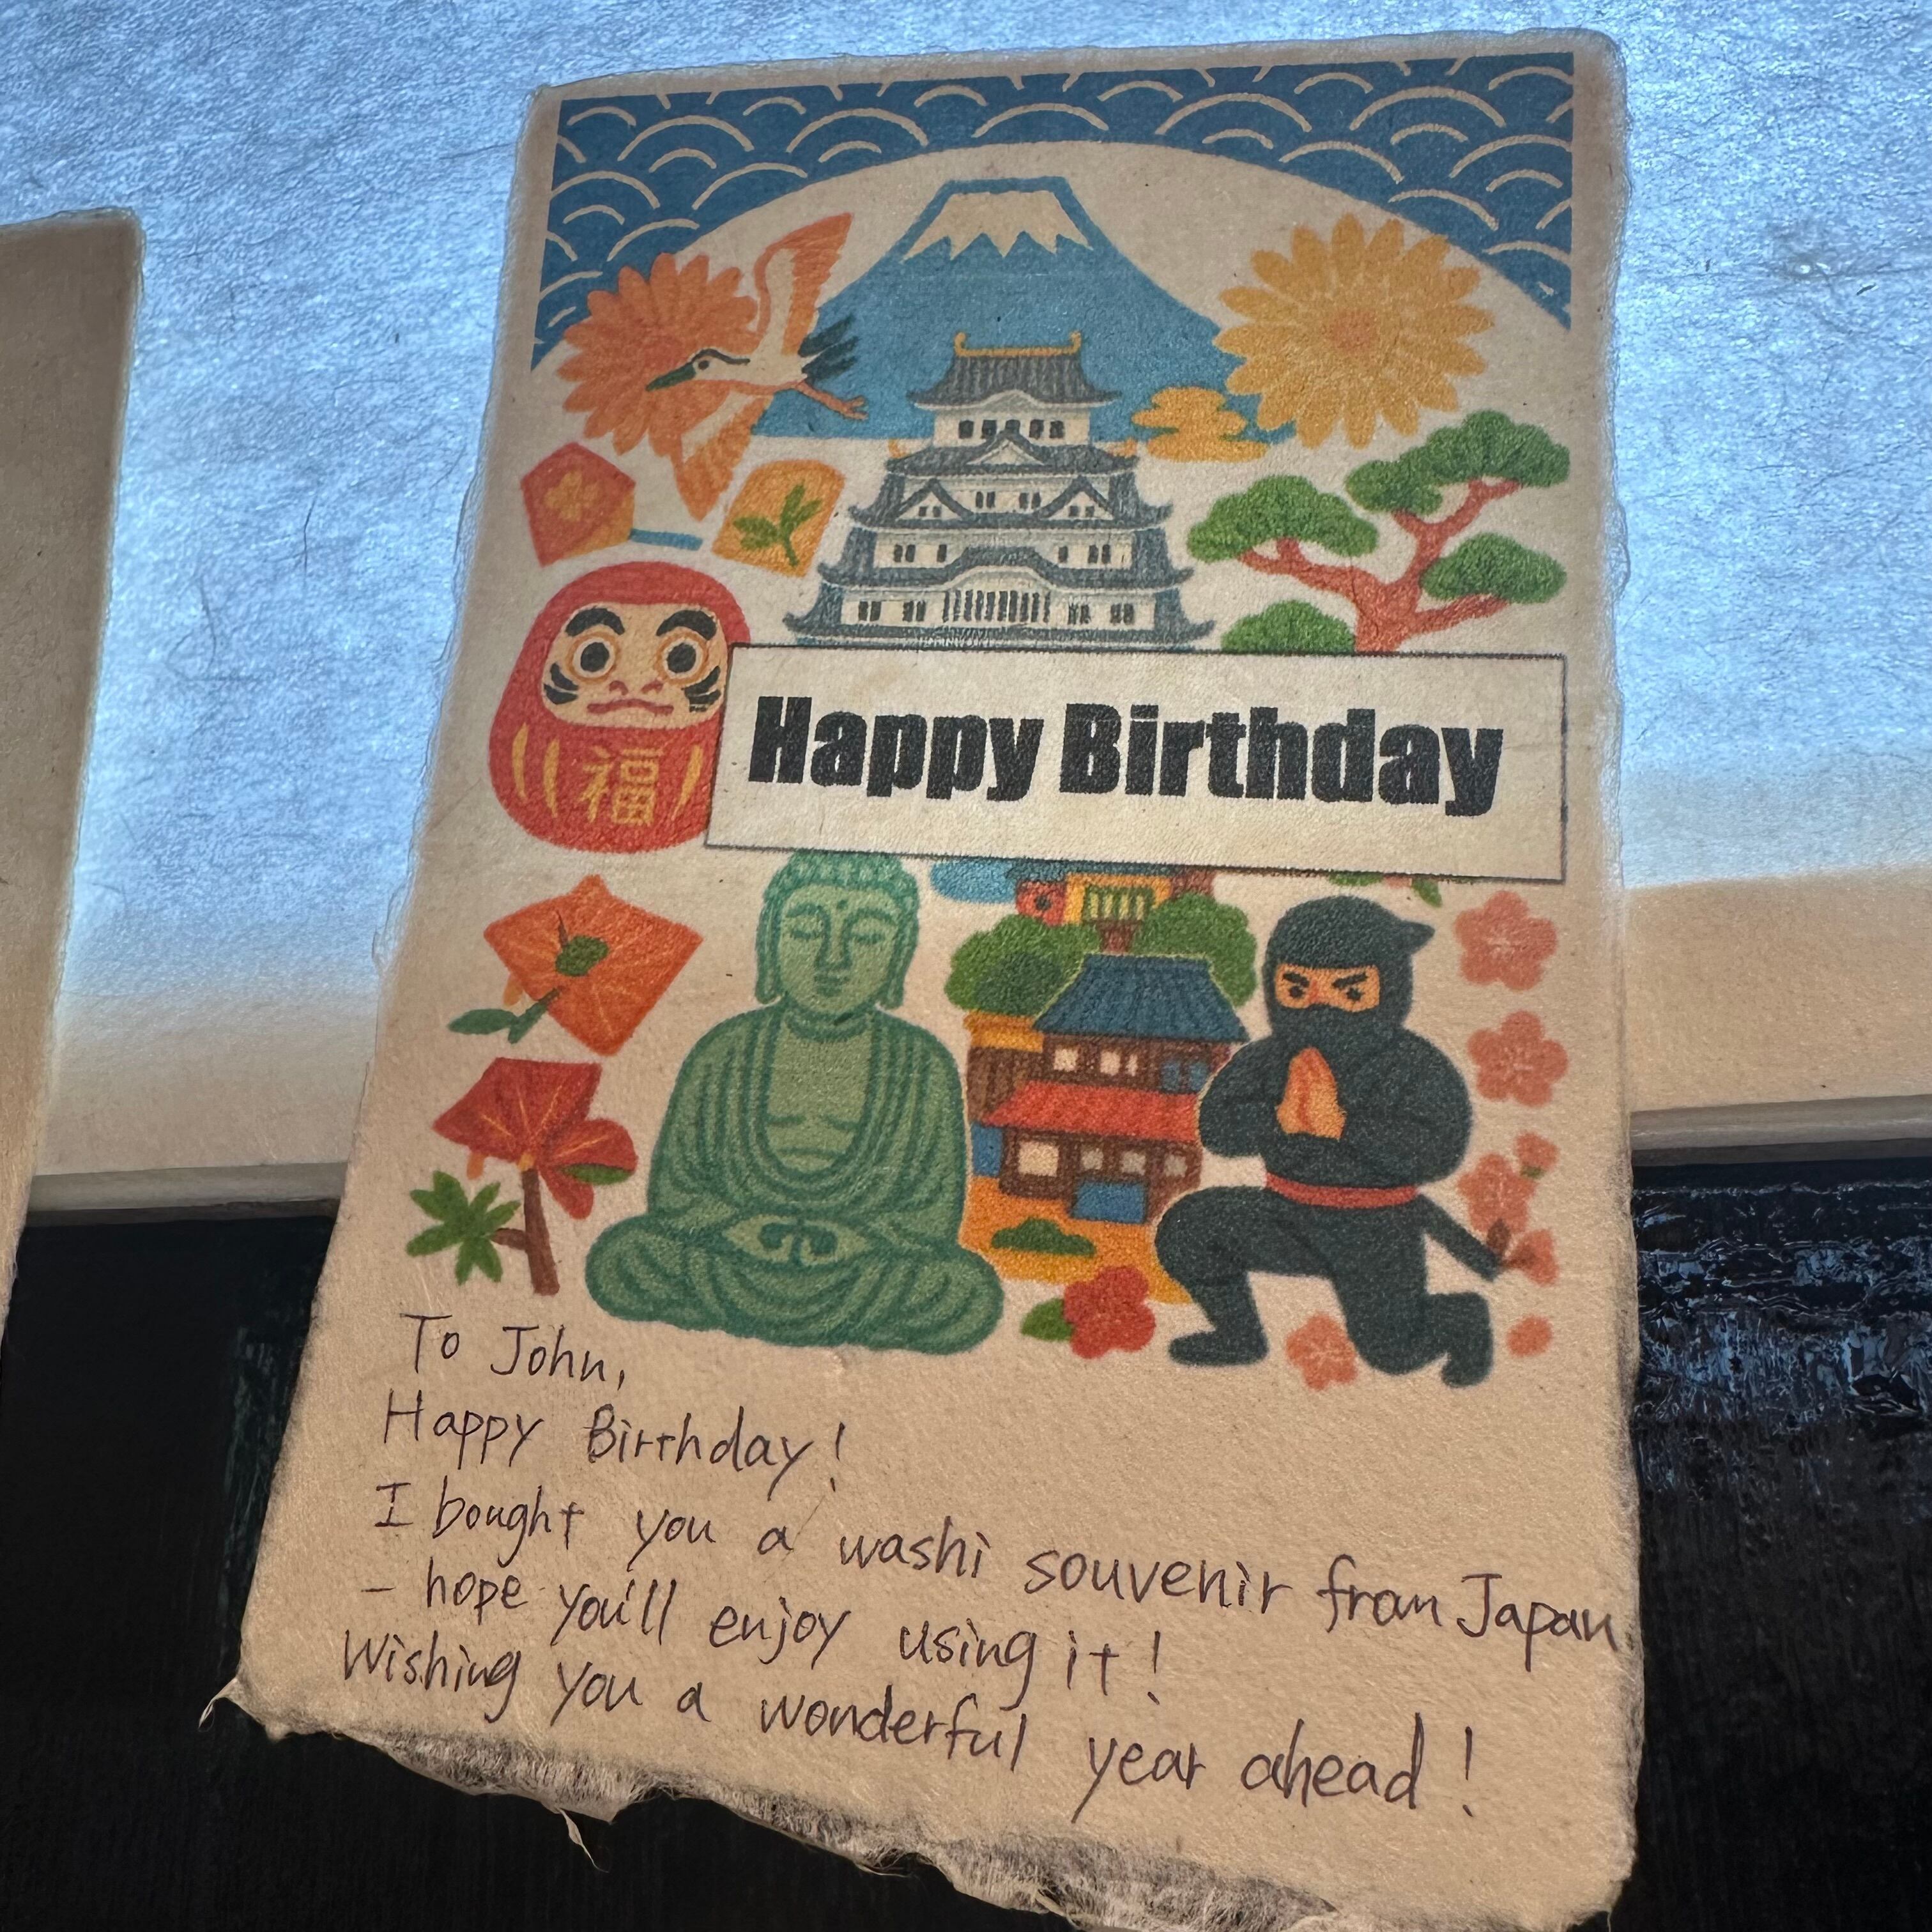 福
Happy Birthday
To John,
Happy Birthday!
I bought you a washi souvenir from Japan
– hope you'll enjoy using it!
Wishing you a wonderful year ahead!